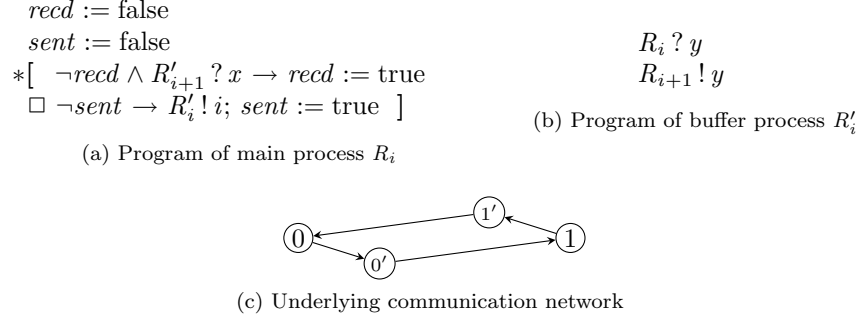 recd := false
sent := false
*[ ¬recd ∧ R′ᵢ₊₁ ? x → recd := true
□ ¬sent → R′ᵢ ! i; sent := true ]
(a) Program of main process Rᵢ
Rᵢ ? y
Rᵢ₊₁ ! y
(b) Program of buffer process R′ᵢ
1′
0
1
0′
(c) Underlying communication network